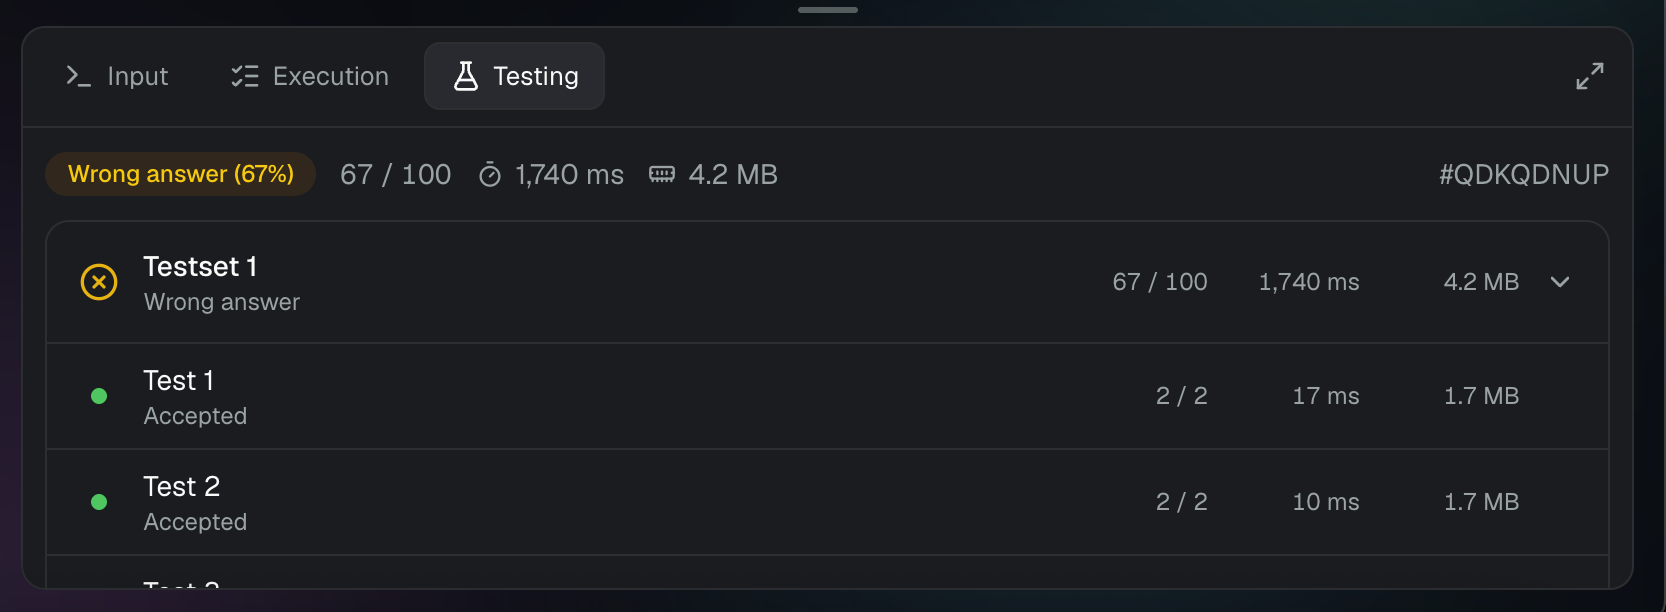 Input Execution Testing
Wrong answer (67%) 67 / 100 1,740 ms 4.2 MB #QDKQDNUP
Testset 1
Wrong answer
67 / 100 1,740 ms 4.2 MB
Test 1
Accepted
2 / 2 17 ms 1.7 MB
Test 2
Accepted
2 / 2 10 ms 1.7 MB